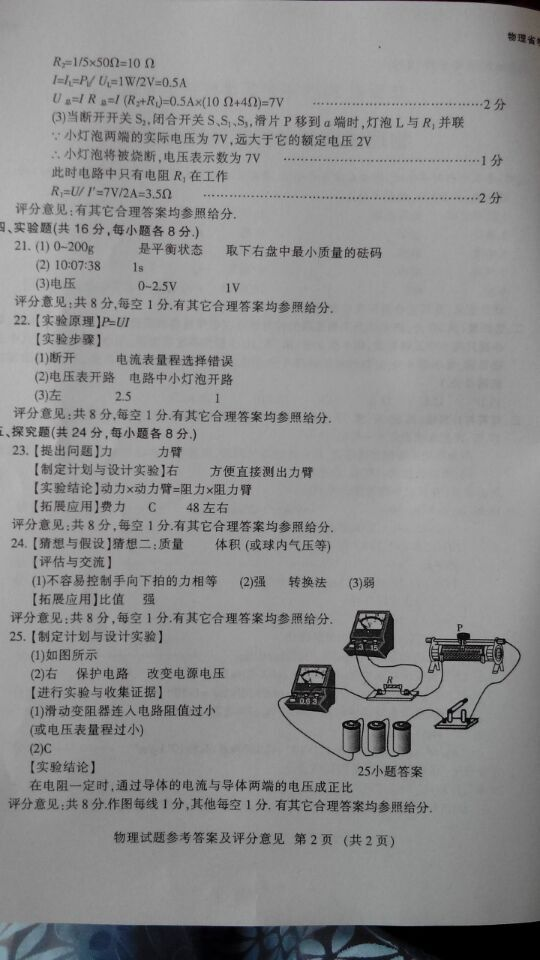 物理省
R₂=1/5×50Ω=10 Ω
I=I_L=P_L/ U_L=1W/2V=0.5A
U总=I R总=I (R₂+R_L)=0.5A×(10 Ω+4Ω)=7V ……………………………2 分
(3)当断开开关 S₂,闭合开关 S、S₁、S₃,滑片 P 移到 a 端时,灯泡 L 与 R₁ 并联
∵ 小灯泡两端的实际电压为 7V,远大于它的额定电压 2V
∴ 小灯泡将被烧断,电压表示数为 7V ……………………………1 分
此时电路中只有电阻 R₁ 在工作
R₁=U/ I′=7V/2A=3.5Ω ……………………………2 分
评分意见:有其它合理答案均参照给分.
四、实验题(共 16 分,每小题各 8 分.)
21. (1) 0~200g 是平衡状态 取下右盘中最小质量的砝码
(2) 10:07:38 1s
(3)电压 0~2.5V 1V
评分意见:共 8 分,每空 1 分.有其它合理答案均参照给分.
22.【实验原理】P=UI
【实验步骤】
(1)断开 电流表量程选择错误
(2)电压表开路 电路中小灯泡开路
(3)左 2.5 1
评分意见:共 8 分,每空 1 分.有其它合理答案均参照给分.
五、探究题(共 24 分,每小题各 8 分.)
23.【提出问题】力 力臂
【制定计划与设计实验】右 方便直接测出力臂
【实验结论】动力×动力臂=阻力×阻力臂
【拓展应用】费力 C 48 左右
评分意见:共 8 分,每空 1 分.有其它合理答案均参照给分.
24.【猜想与假设】猜想二:质量 体积 (或球内气压等)
【评估与交流】
(1)不容易控制手向下拍的力相等 (2)强 转换法 (3)弱
【拓展应用】比值 强
评分意见:共 8 分,每空 1 分.有其它合理答案均参照给分.
25.【制定计划与设计实验】
(1)如图所示
(2)右 保护电路 改变电源电压
【进行实验与收集证据】
(1)滑动变阻器连入电路阻值过小
(或电压表量程过小)
(2)C
【实验结论】
在电阻一定时,通过导体的电流与导体两端的电压成正比
P
3 15
R
0.6 3
25小题答案
评分意见:共 8 分.作图每线 1 分,其他每空 1 分. 有其它合理答案均参照给分.
物理试题参考答案及评分意见 第 2 页 (共 2 页)